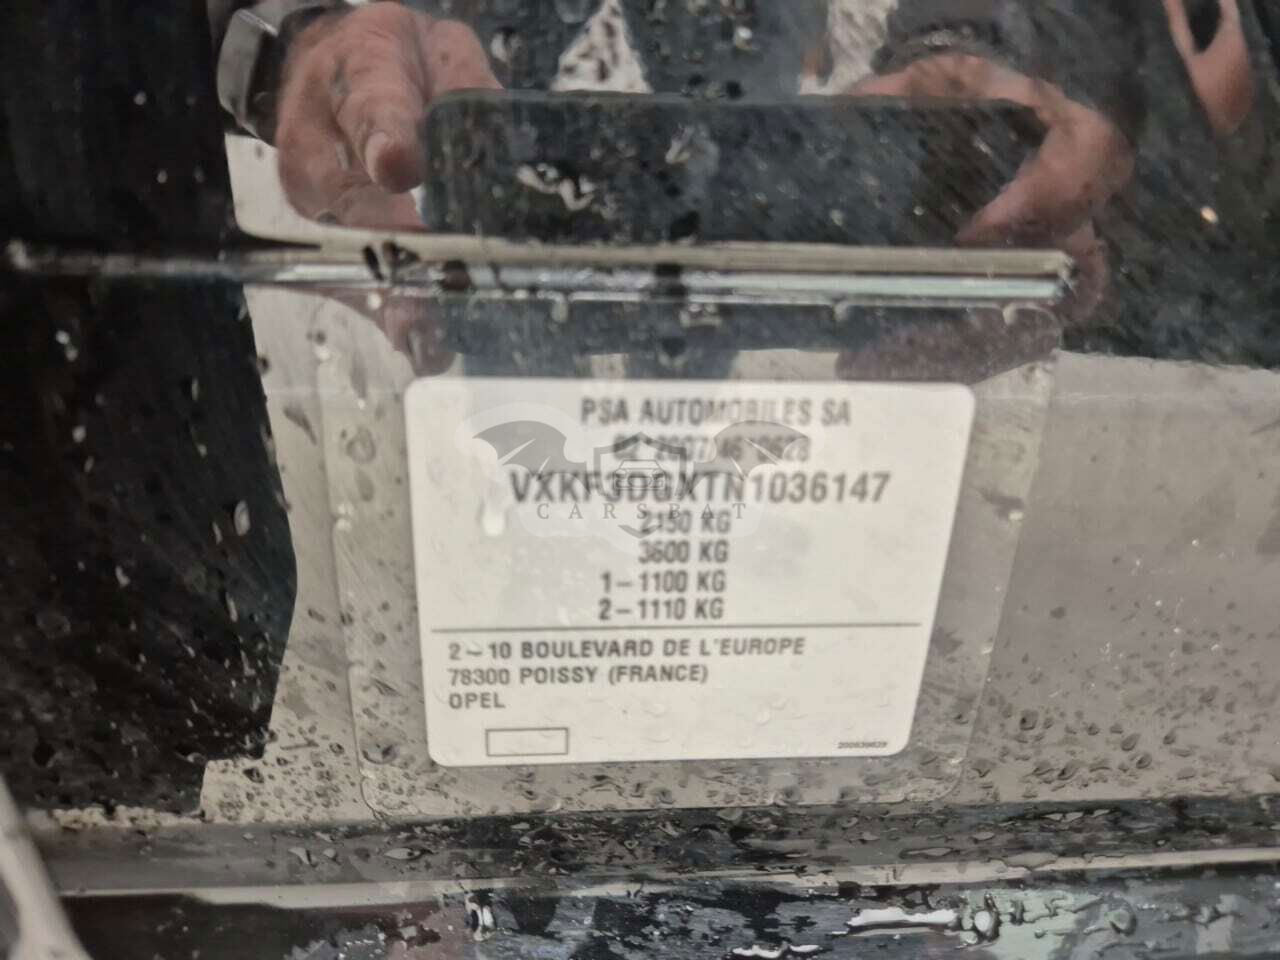 PSA AUTOMOBILES SA
VXKF3DGXTN1036147
CARSBAT
2150 KG
3600 KG
1-1100 KG
2-1110 KG
2-10 BOULEVARD DE L'EUROPE
78300 POISSY (FRANCE)
OPEL